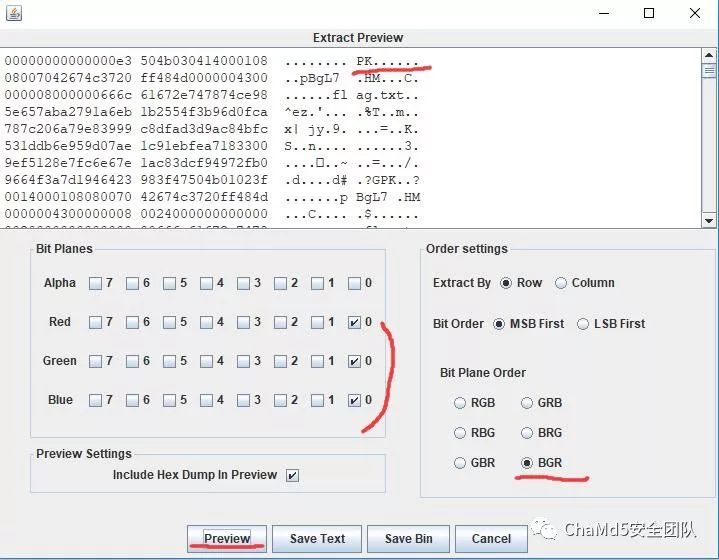 Extract Preview
00000000000000e3 504b030414000108 ........ PK......
08007042674c3720 ff484d0000004300 ..pBgL7 .HM...C.
000008000000666c 61672e747874ce98 ......fl ag.txt..
5e657aba2791a6eb 1b2554f3b96d0fca ^ez.'... .%T..m..
787c206a79e83999 c8dfad3d9ac84bfc x| jy.9. ...=..K.
531ddb6e959d07ae 1c91ebfea7183300 S..n.... ......3.
9ef5128e7fc6e67e 1ac83dcf94972fb0 ....□..~ ..=.../.
9664f3a7d1946423 983f47504b01023f .d....d# .?GPK..?
0014000108080070 42674c3720ff484d .......p BgL7 .HM
0000004300000008 0024000000000000 ...C.... .$......
Bit Planes
Alpha 7 6 5 4 3 2 1 0
Red 7 6 5 4 3 2 1 0
Green 7 6 5 4 3 2 1 0
Blue 7 6 5 4 3 2 1 0
Preview Settings
Include Hex Dump In Preview
Order settings
Extract By Row Column
Bit Order MSB First LSB First
Bit Plane Order
RGB GRB
RBG BRG
GBR BGR
Preview Save Text Save Bin Cancel
ChaMd5安全团队